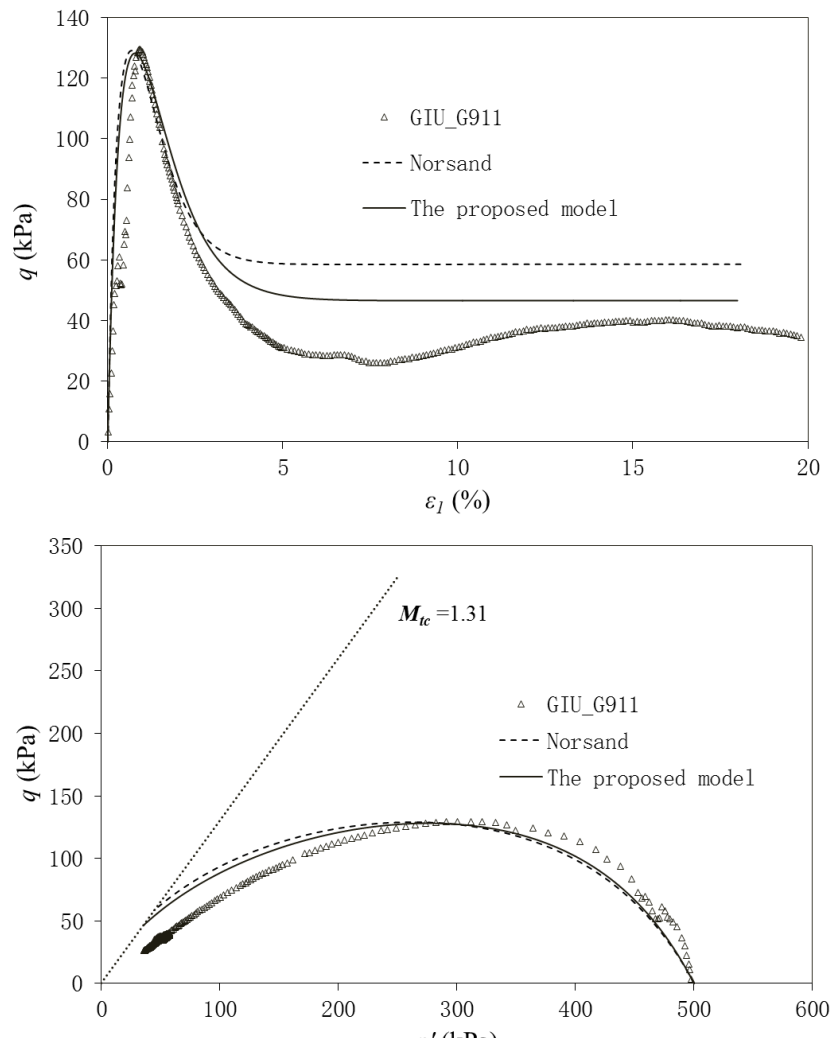 140
120
100
80
60
40
20
0
q (kPa)
GIU_G911
Norsand
The proposed model
0 5 10 15 20
ε1 (%)
350
300
250
200
150
100
50
0
q (kPa)
Mtc =1.31
GIU_G911
Norsand
The proposed model
0 100 200 300 400 500 600
(kPa)